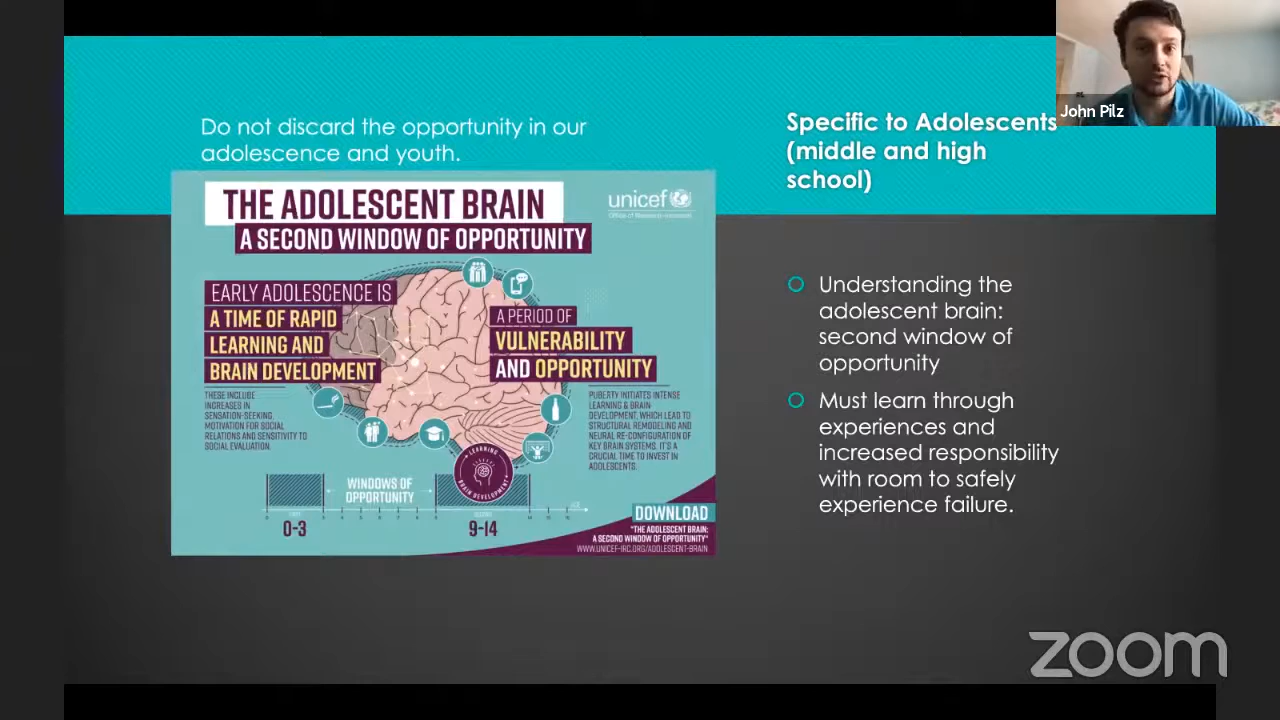 John Pilz
Do not discard the opportunity in our
adolescence and youth.
Specific to Adolescents
(middle and high
school)
THE ADOLESCENT BRAIN
A SECOND WINDOW OF OPPORTUNITY
unicef
EARLY ADOLESCENCE IS
A TIME OF RAPID
LEARNING AND
BRAIN DEVELOPMENT
THESE INCLUDE
INCREASES IN
SENSATION-SEEKING,
MOTIVATION FOR SOCIAL
RELATIONS AND SENSITIVITY TO
SOCIAL EVALUATION.
A PERIOD OF
VULNERABILITY
AND OPPORTUNITY
PUBERTY INITIATES INTENSE
LEARNING & BRAIN
DEVELOPMENT, WHICH LEAD TO
STRUCTURAL REMODELING AND
NEURAL RE-CONFIGURATION OF
KEY BRAIN SYSTEMS. IT'S A
CRUCIAL TIME TO INVEST IN
ADOLESCENTS.
LEARNING
BRAIN DEVELOPMENT
WINDOWS OF
OPPORTUNITY
0-3
9-14
DOWNLOAD
"THE ADOLESCENT BRAIN:
A SECOND WINDOW OF OPPORTUNITY"
WWW.UNICEF-IRC.ORG/ADOLESCENT-BRAIN
Understanding the
adolescent brain:
second window of
opportunity
Must learn through
experiences and
increased responsibility
with room to safely
experience failure.
zoom